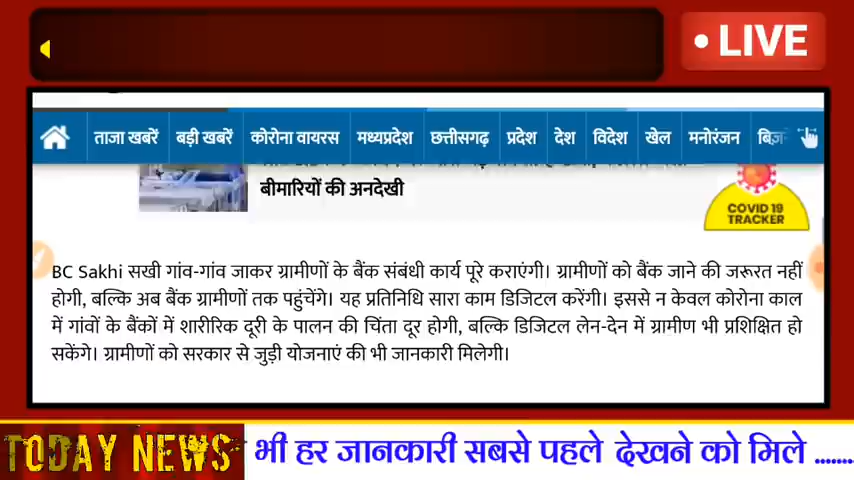 • LIVE
ताजा खबरें बड़ी खबरें कोरोना वायरस मध्यप्रदेश छत्तीसगढ़ प्रदेश देश विदेश खेल मनोरंजन
बीमारियों की अनदेखी
COVID 19
TRACKER
BC Sakhi सखी गांव-गांव जाकर ग्रामीणों के बैंक संबंधी कार्य पूरे कराएंगी। ग्रामीणों को बैंक जाने की जरूरत नहीं
होगी, बल्कि अब बैंक ग्रामीणों तक पहुंचेंगे। यह प्रतिनिधि सारा काम डिजिटल करेंगी। इससे न केवल कोरोना काल
में गांवों के बैंकों में शारीरिक दूरी के पालन की चिंता दूर होगी, बल्कि डिजिटल लेन-देन में ग्रामीण भी प्रशिक्षित हो
सकेंगे। ग्रामीणों को सरकार से जुड़ी योजनाएं की भी जानकारी मिलेगी।
TODAY NEWS भी हर जानकारी सबसे पहले देखने को मिले ........